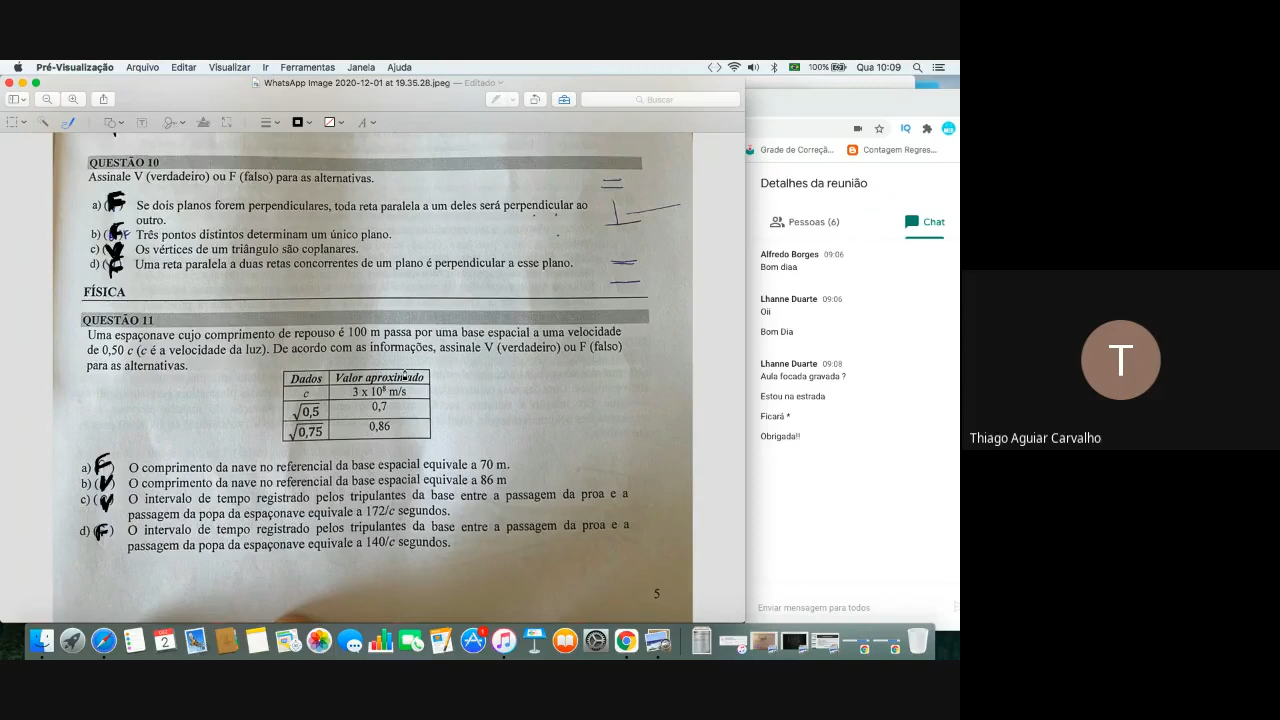 Pré-Visualização Arquivo Editar Visualizar Ir Ferramentas Janela Ajuda 100% Qua 10:09
WhatsApp Image 2020-12-01 at 19.35.28.jpeg — Editado
Buscar
QUESTÃO 10
Assinale V (verdadeiro) ou F (falso) para as alternativas.
a) (F) Se dois planos forem perpendiculares, toda reta paralela a um deles será perpendicular ao
outro.
b) (F) F Três pontos distintos determinam um único plano.
c) (V) Os vértices de um triângulo são coplanares.
d) (F) Uma reta paralela a duas retas concorrentes de um plano é perpendicular a esse plano.
FÍSICA
QUESTÃO 11
Uma espaçonave cujo comprimento de repouso é 100 m passa por uma base espacial a uma velocidade
de 0,50 c (c é a velocidade da luz). De acordo com as informações, assinale V (verdadeiro) ou F (falso)
para as alternativas.
Dados Valor aproximado
c 3 x 10⁸ m/s
√0,5 0,7
√0,75 0,86
a) (F) O comprimento da nave no referencial da base espacial equivale a 70 m.
b) (V) O comprimento da nave no referencial da base espacial equivale a 86 m
c) (V) O intervalo de tempo registrado pelos tripulantes da base entre a passagem da proa e a
passagem da popa da espaçonave equivale a 172/c segundos.
d) (F) O intervalo de tempo registrado pelos tripulantes da base entre a passagem da proa e a
passagem da popa da espaçonave equivale a 140/c segundos.
5
IQ
Grade de Correçã... Contagem Regres...
Detalhes da reunião
Pessoas (6) Chat
Alfredo Borges 09:06
Bom diaa
Lhanne Duarte 09:06
Oii
Bom Dia
Lhanne Duarte 09:08
Aula focada gravada ?
Estou na estrada
Ficará *
Obrigada!!
Enviar mensagem para todos
T
Thiago Aguiar Carvalho
2
1